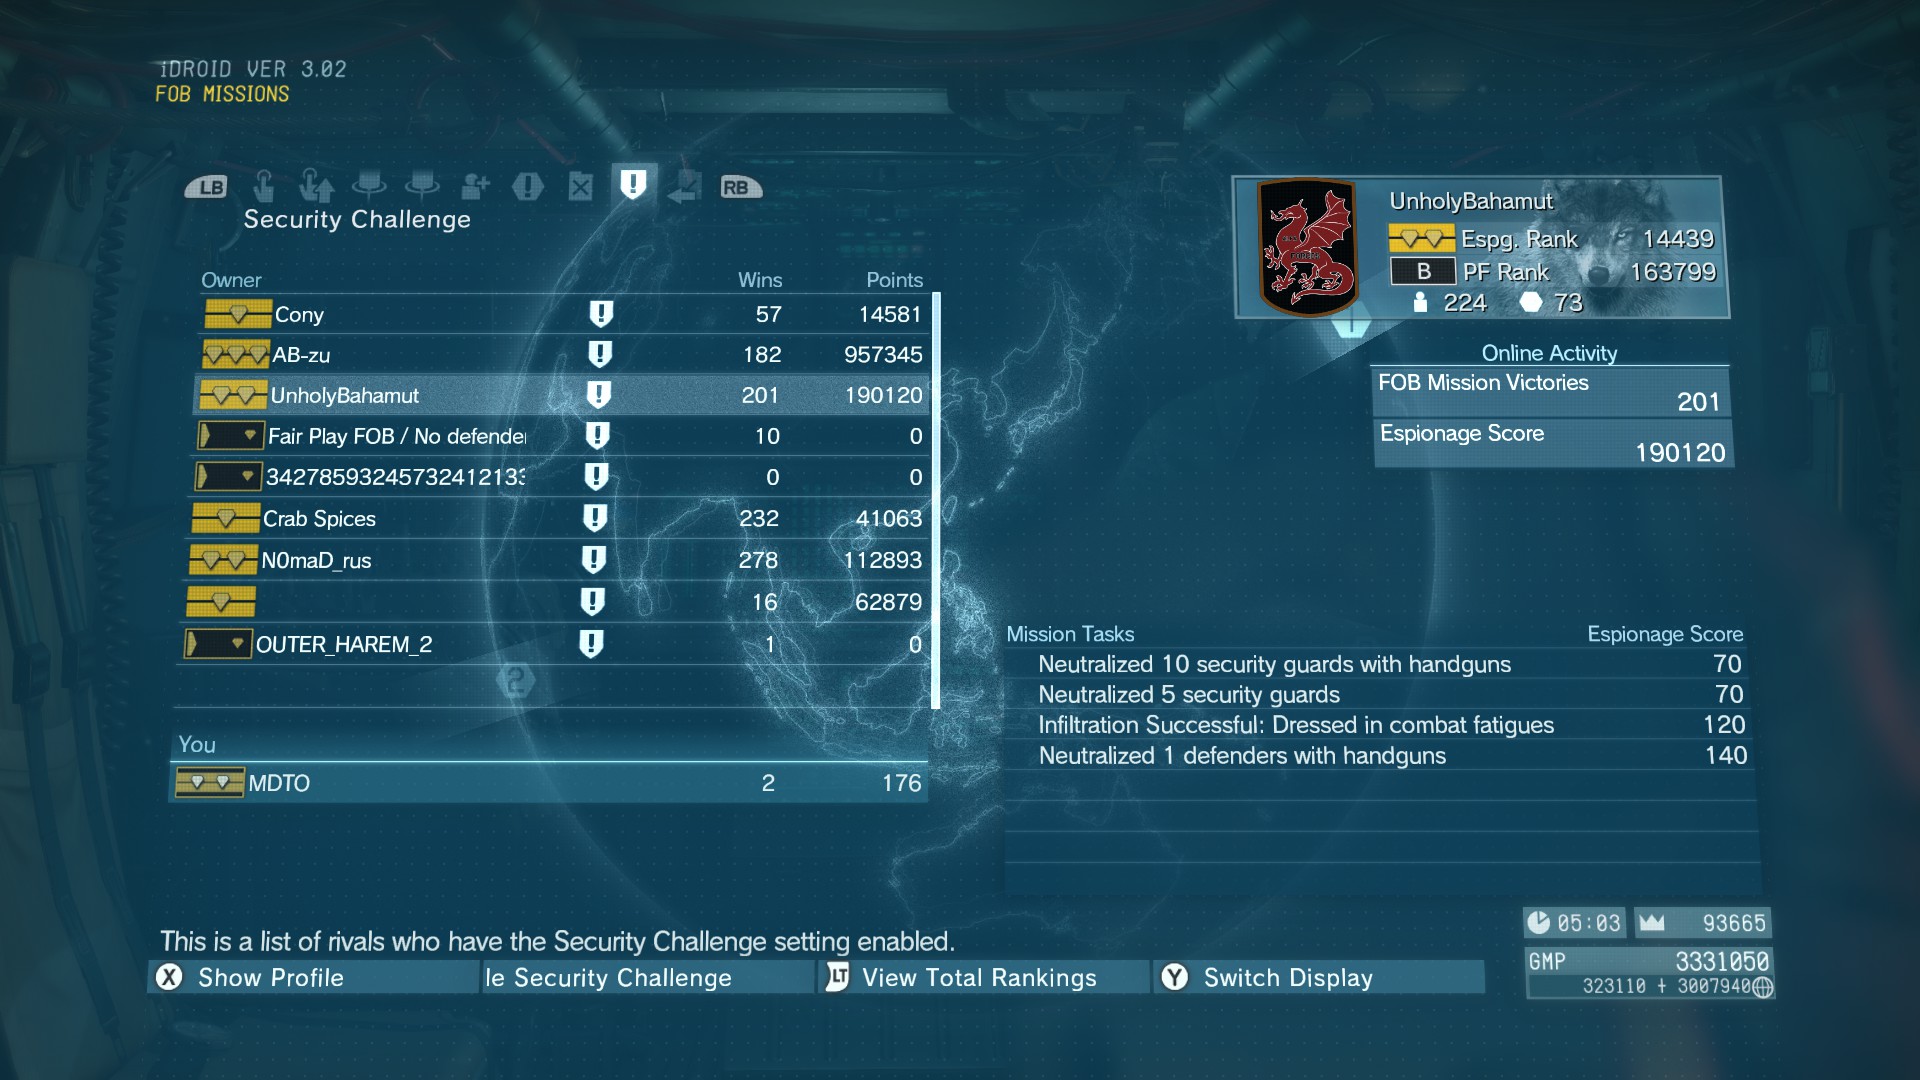 iDROID VER 3.02
FOB MISSIONS
LB
RB
Security Challenge
Owner Wins Points
Cony 57 14581
AB-zu 182 957345
UnholyBahamut 201 190120
Fair Play FOB / No defende
10 0
34278593245732412133 0 0
Crab Spices 232 41063
N0maD_rus 278 112893
16 62879
OUTER_HAREM_2 1 0
2
You
MDTO 2 176
UnholyBahamut
Espg. Rank 14439
B PF Rank 163799
224 73
1
Online Activity
FOB Mission Victories
201
Espionage Score
190120
Mission Tasks Espionage Score
Neutralized 10 security guards with handguns 70
Neutralized 5 security guards 70
Infiltration Successful: Dressed in combat fatigues 120
Neutralized 1 defenders with handguns 140
This is a list of rivals who have the Security Challenge setting enabled.
X Show Profile le Security Challenge LT View Total Rankings Y Switch Display
05:03 93665
GMP 3331050
323110 + 3007940